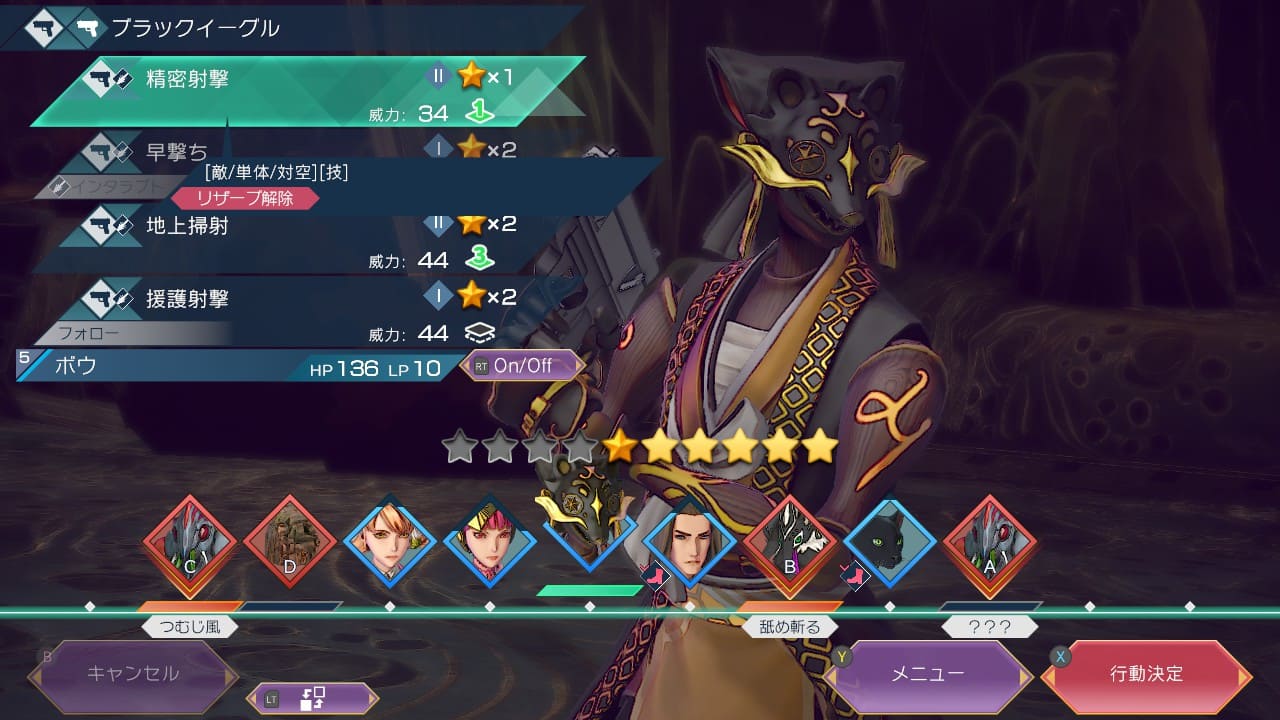 ブラックイーグル
精密射撃 II ×1
威力: 34 1
早撃ち I ×2
インタラプト
[敵/単体/対空][技]
リザーブ解除
地上掃射 II ×2
威力: 44 3
援護射撃 I ×2
フォロー 威力: 44
5 ボウ HP 136 LP 10 RT On/Off
C D B A
つむじ風 舐め斬る ???
B キャンセル LT Y メニュー X 行動決定